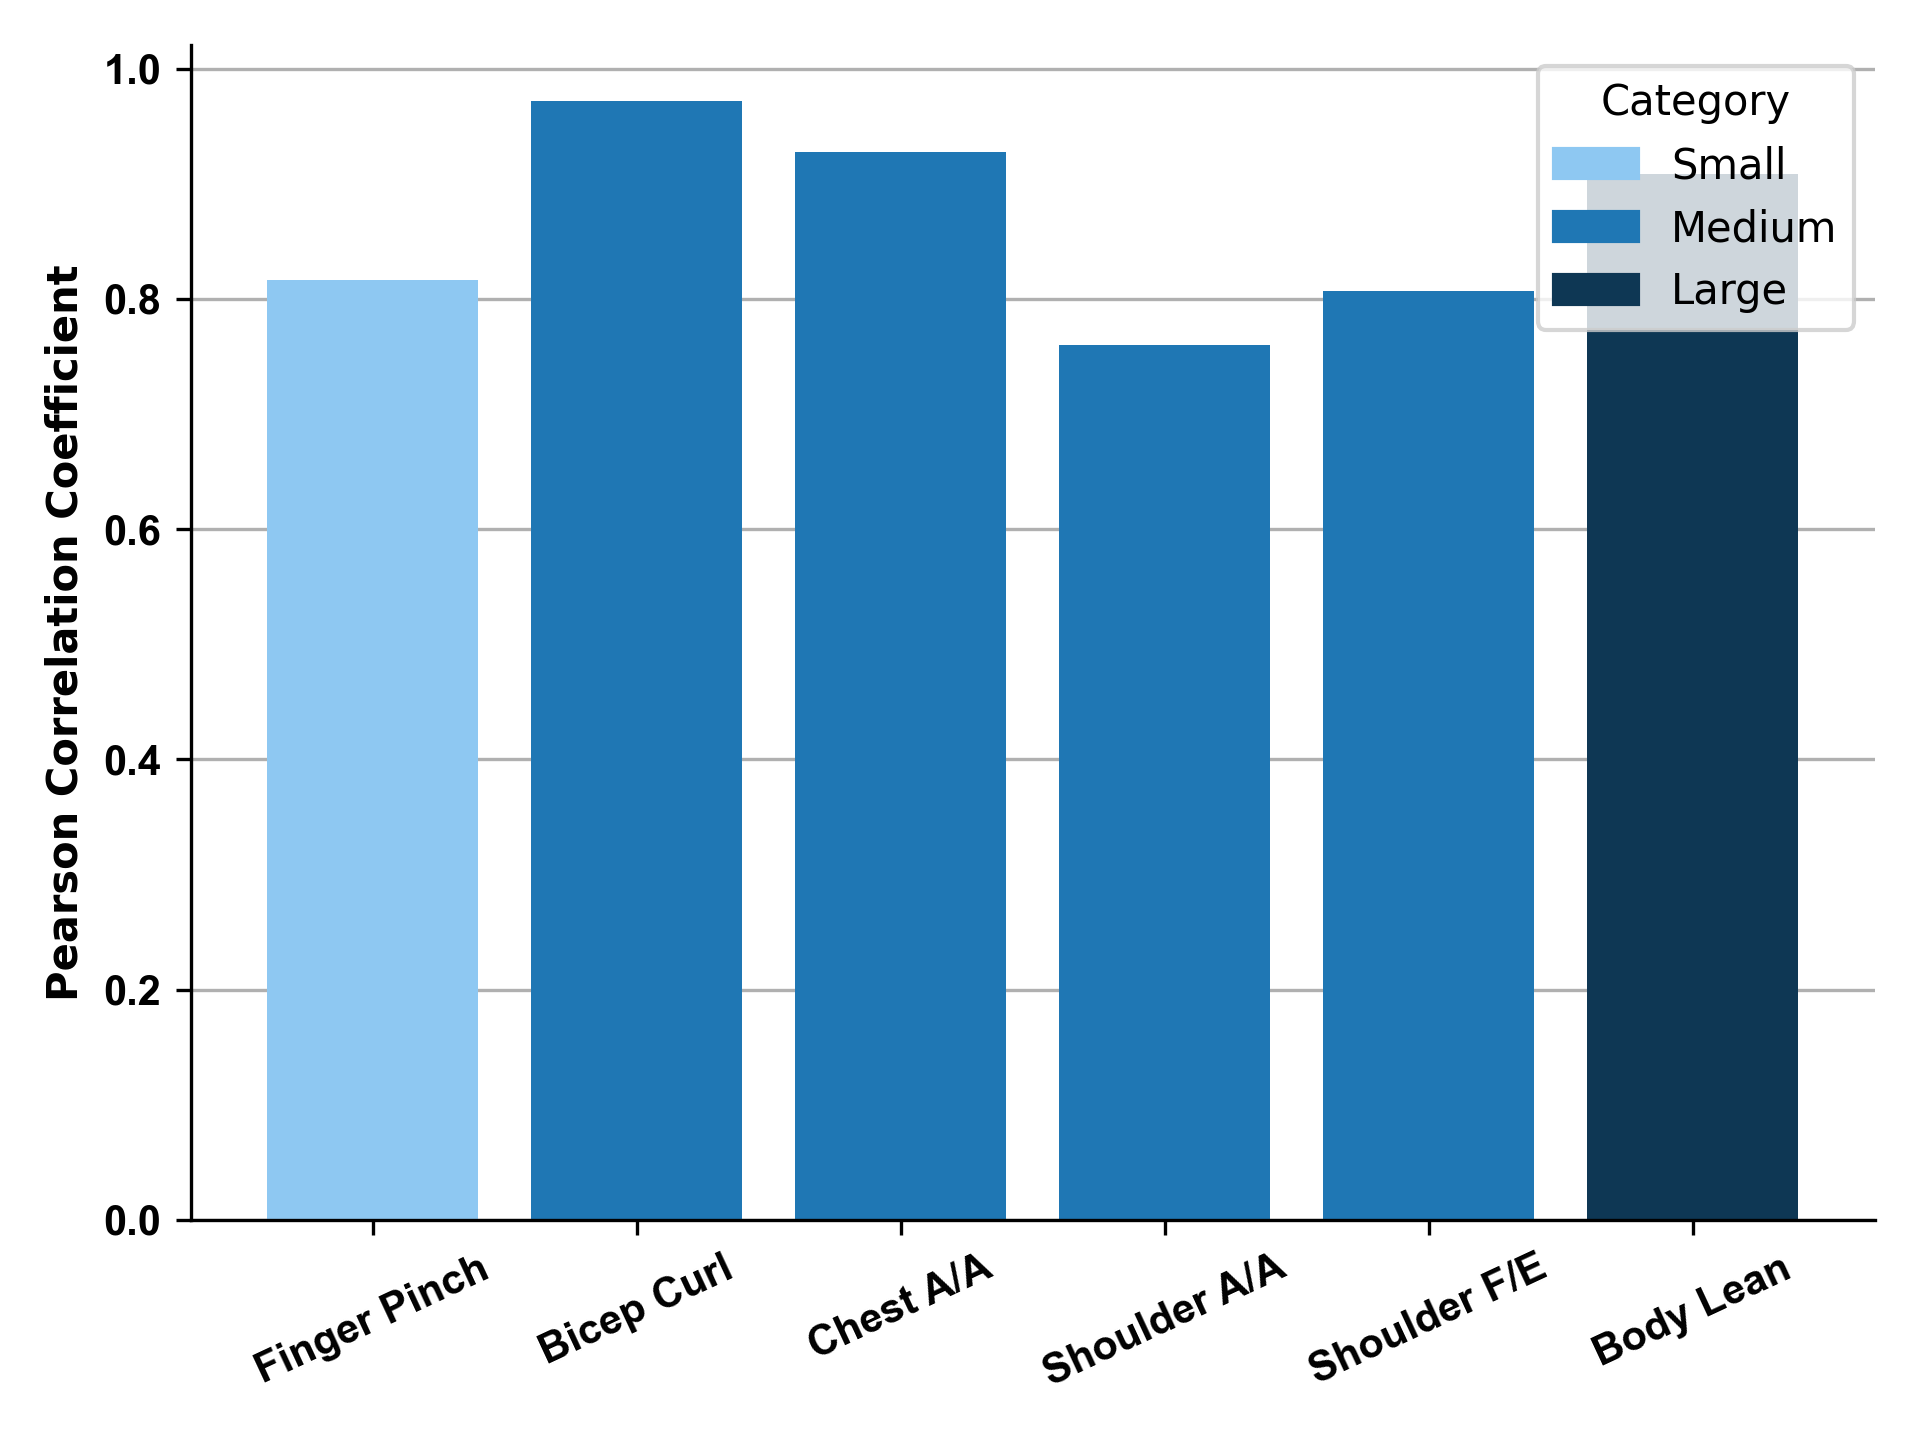 1.0
0.8
0.6
0.4
0.2
0.0
Pearson Correlation Coefficient
Category
Small
Medium
Large
Finger Pinch
Bicep Curl
Chest A/A
Shoulder A/A
Shoulder F/E
Body Lean